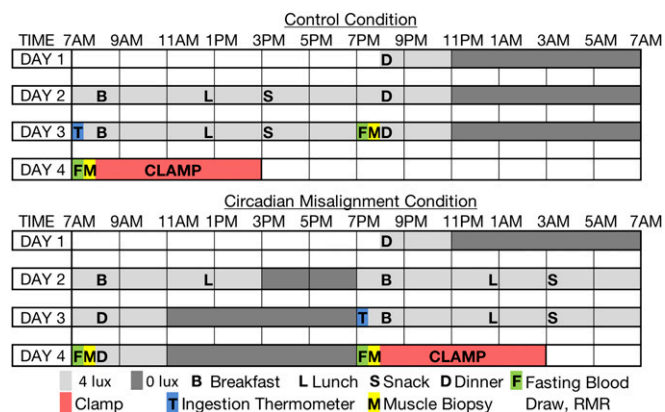 Control Condition
TIME 7AM 9AM 11AM 1PM 3PM 5PM 7PM 9PM 11PM 1AM 3AM 5AM 7AM
DAY 1 D
DAY 2 B L S D
DAY 3 T B L S F M D
DAY 4 F M CLAMP
Circadian Misalignment Condition
TIME 7AM 9AM 11AM 1PM 3PM 5PM 7PM 9PM 11PM 1AM 3AM 5AM 7AM
DAY 1 D
DAY 2 B L B L S
DAY 3 D T B L S
DAY 4 F M D F M CLAMP
4 lux 0 lux B Breakfast L Lunch S Snack D Dinner F Fasting Blood
Clamp T Ingestion Thermometer M Muscle Biopsy Draw, RMR